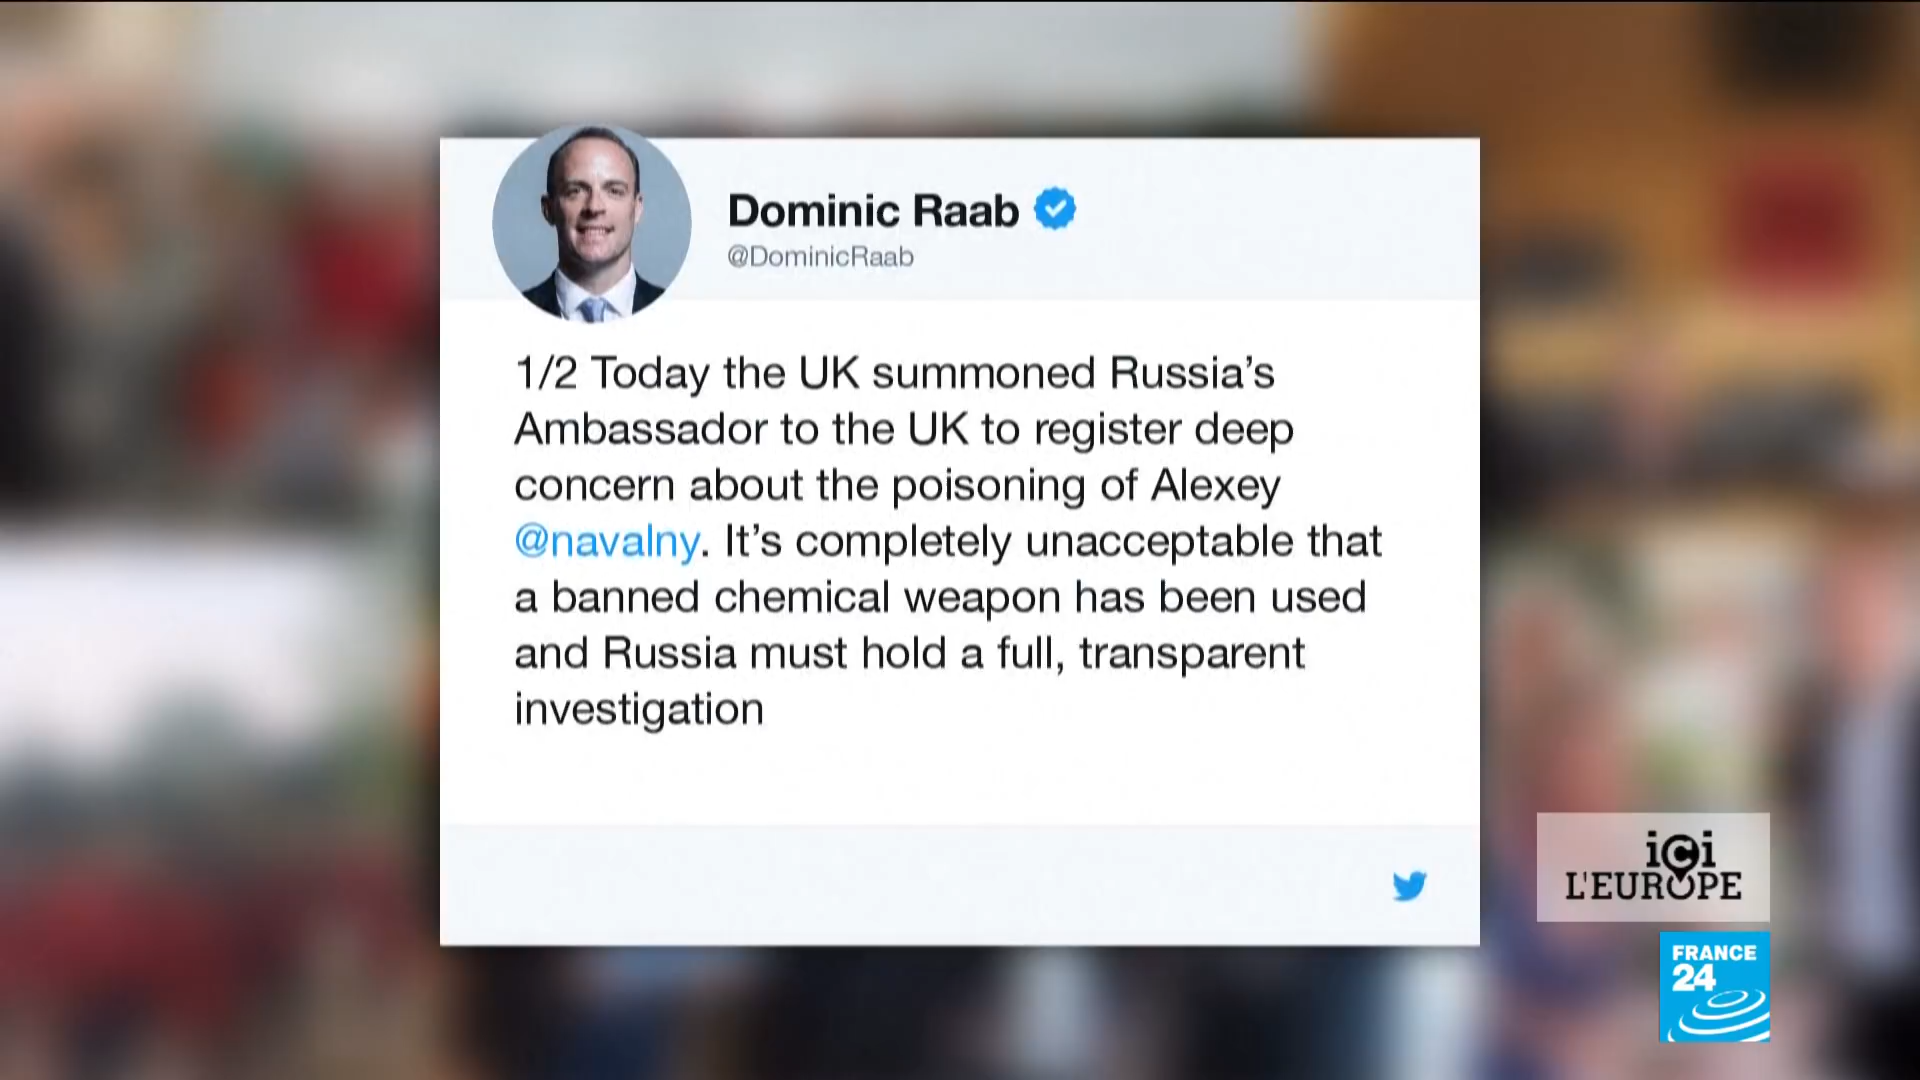 Dominic Raab
@DominicRaab
1/2 Today the UK summoned Russia’s
Ambassador to the UK to register deep
concern about the poisoning of Alexey
@navalny. It’s completely unacceptable that
a banned chemical weapon has been used
and Russia must hold a full, transparent
investigation
iCi
L'EUROPE
FRANCE
24